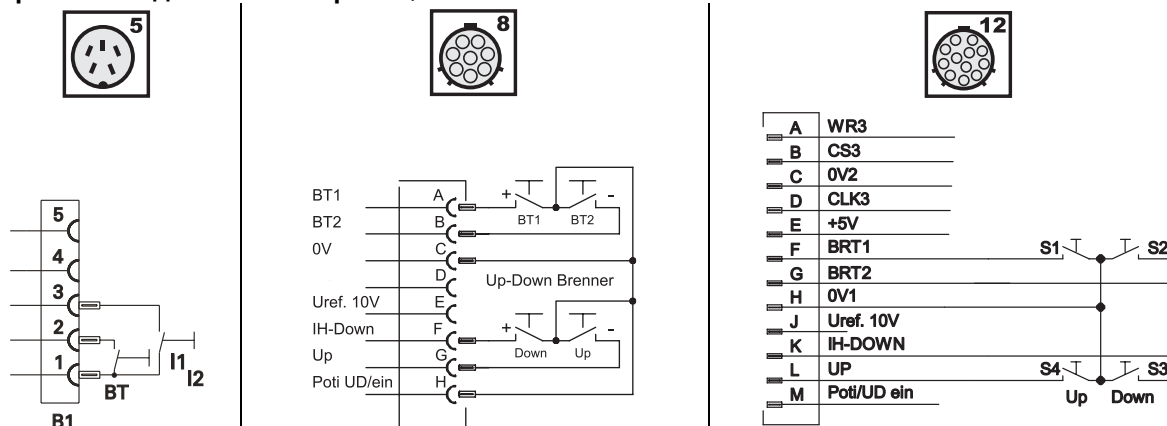 5
8
12
5
4
3
2
1
BT
I1
I2
B1
BT1
BT2
0V
Uref. 10V
IH-Down
Up
Poti UD/ein
A
B
C
D
E
F
G
H
+
-
BT1
BT2
Up-Down Brenner
+
-
Down
Up
A WR3
B CS3
C 0V2
D CLK3
E +5V
F BRT1
G BRT2
H 0V1
J Uref. 10V
K IH-DOWN
L UP
M Poti/UD ein
S1
S2
S4
S3
Up
Down